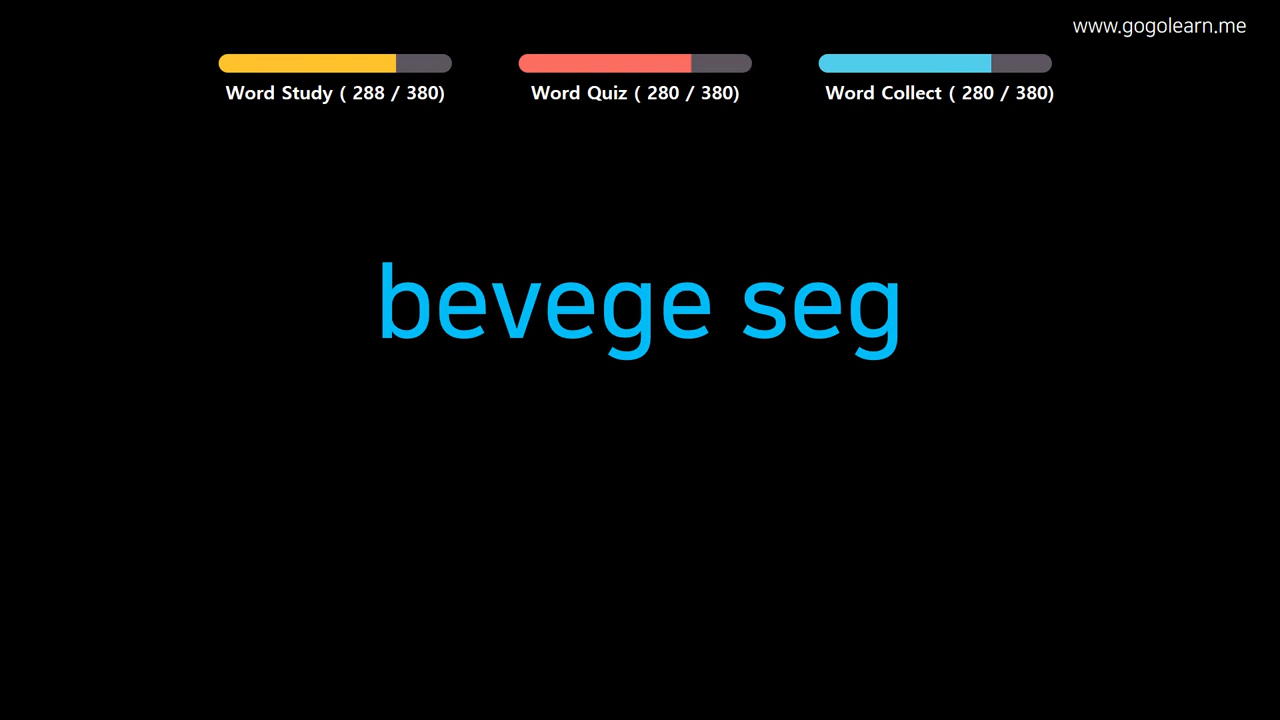 www.gogolearn.me
Word Study ( 288 / 380)
Word Quiz ( 280 / 380)
Word Collect ( 280 / 380)
bevege seg